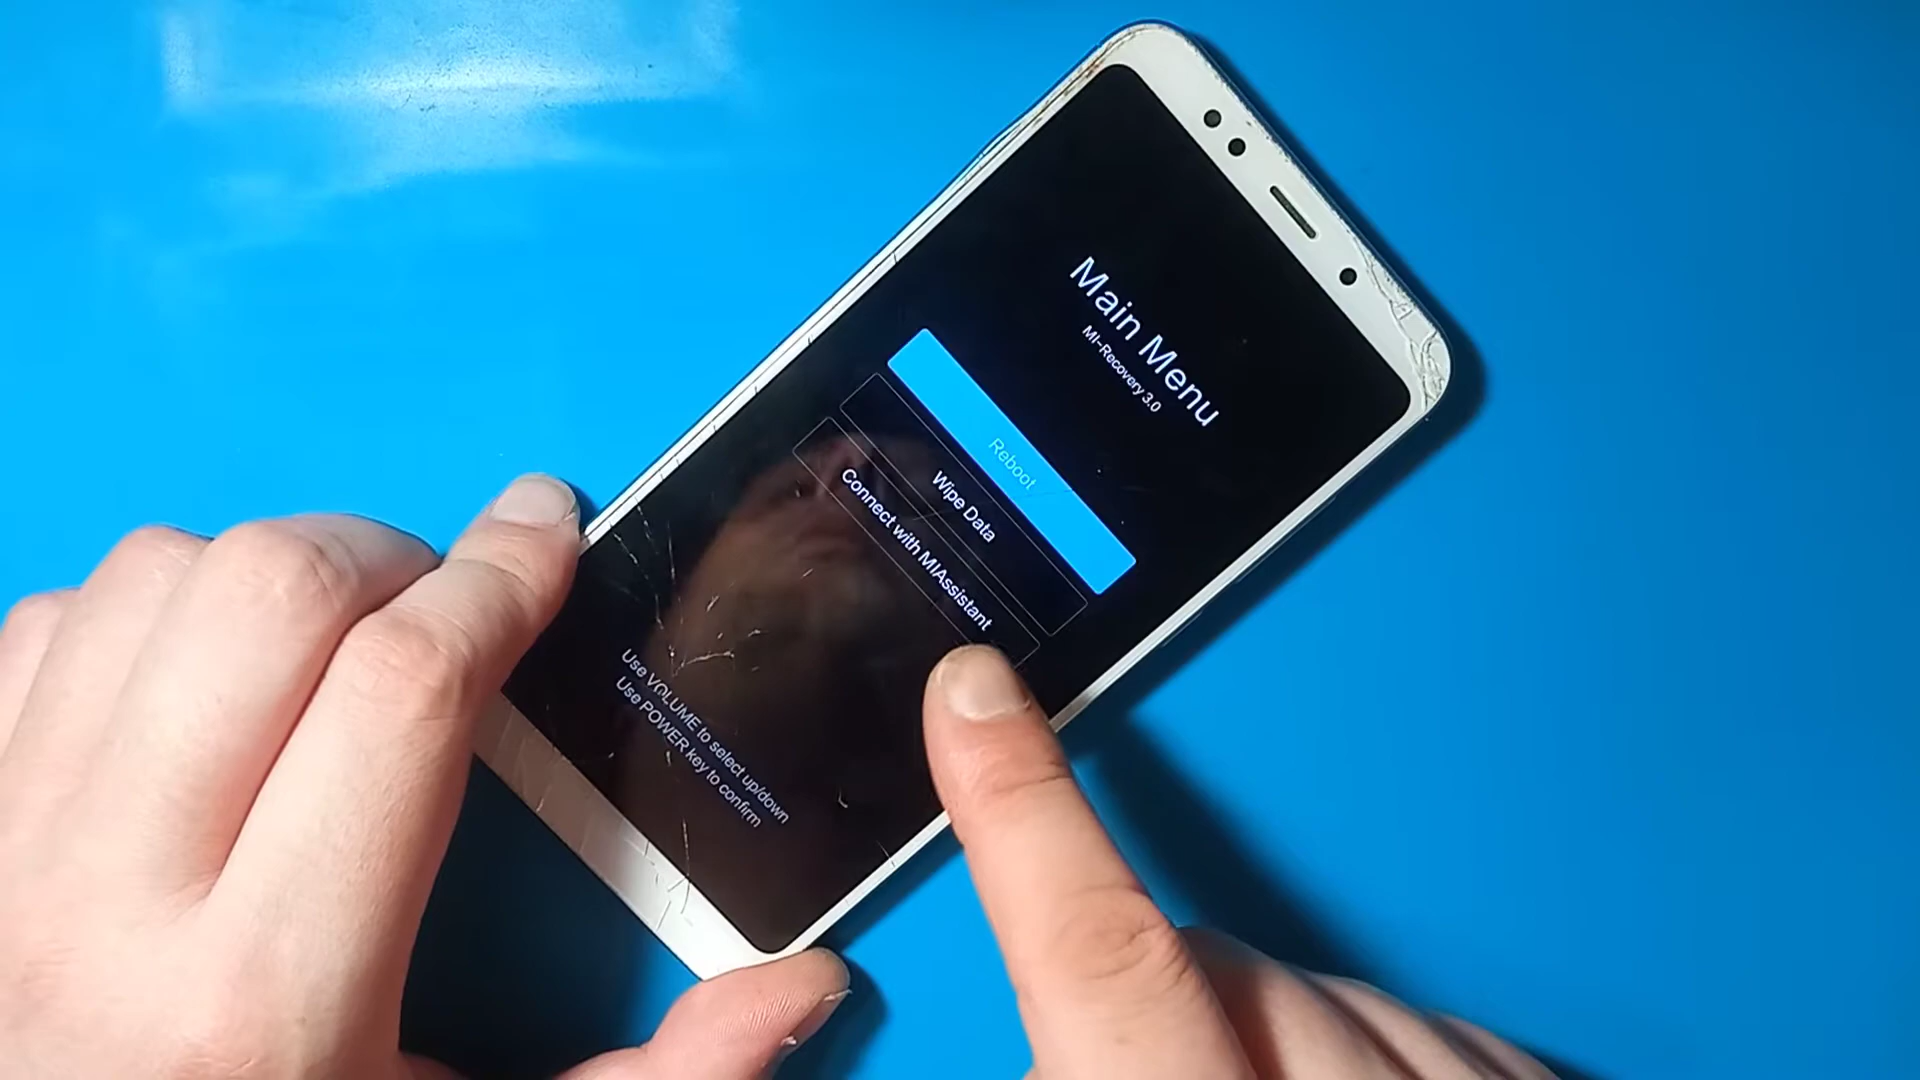 Main Menu
MI-Recovery 3.0
Reboot
Wipe Data
Connect with MIAssistant
Use VOLUME to select up/down
Use POWER key to confirm